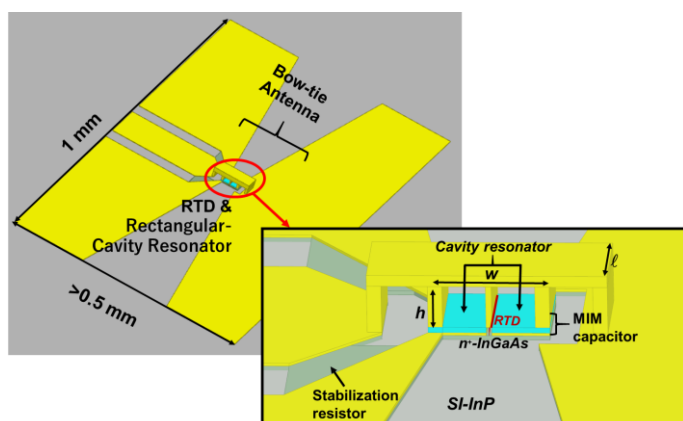 Bow-tie
Antenna
1 mm
RTD &
Rectangular-
Cavity Resonator
>0.5 mm
Cavity resonator
w
ℓ
h
RTD
MIM
capacitor
n⁺-InGaAs
Stabilization
resistor
SI-InP